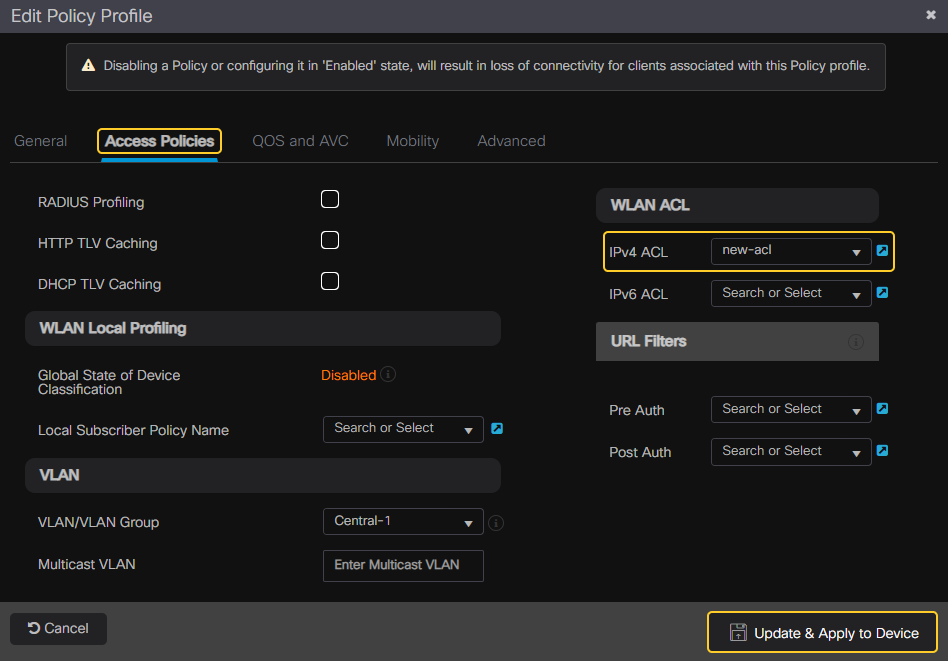 Edit Policy Profile
Disabling a Policy or configuring it in 'Enabled' state, will result in loss of connectivity for clients associated with this Policy profile.
General
Access Policies
QOS and AVC
Mobility
Advanced
RADIUS Profiling
HTTP TLV Caching
DHCP TLV Caching
WLAN Local Profiling
Global State of Device
Classification
Disabled
Local Subscriber Policy Name
Search or Select
VLAN
VLAN/VLAN Group
Central-1
Multicast VLAN
Enter Multicast VLAN
WLAN ACL
IPv4 ACL
new-acl
IPv6 ACL
Search or Select
URL Filters
Pre Auth
Search or Select
Post Auth
Search or Select
Cancel
Update & Apply to Device